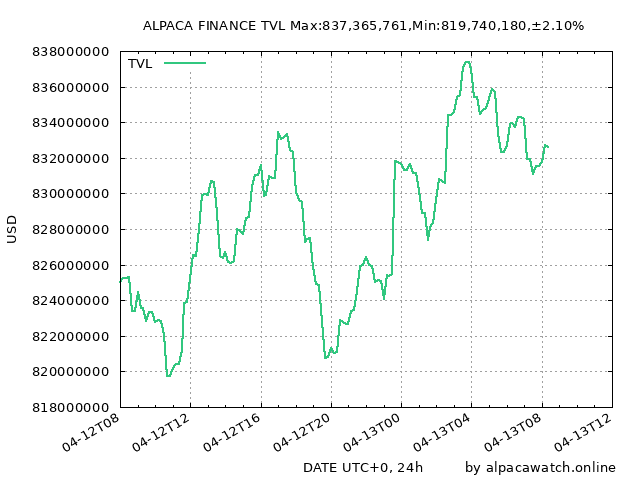 ALPACA FINANCE TVL Max:837,365,761,Min:819,740,180,±2.10%
TVL
838000000
836000000
834000000
832000000
830000000
828000000
826000000
824000000
822000000
820000000
818000000
USD
04-12T08
04-12T12
04-12T16
04-12T20
04-13T00
04-13T04
04-13T08
04-13T12
DATE UTC+0, 24h
by alpacawatch.online